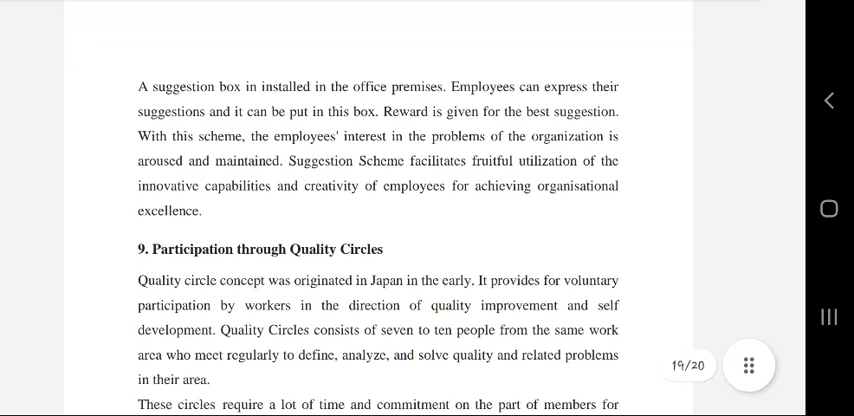 A suggestion box in installed in the office premises. Employees can express their
suggestions and it can be put in this box. Reward is given for the best suggestion.
With this scheme, the employees' interest in the problems of the organization is
aroused and maintained. Suggestion Scheme facilitates fruitful utilization of the
innovative capabilities and creativity of employees for achieving organisational
excellence.
9. Participation through Quality Circles
Quality circle concept was originated in Japan in the early. It provides for voluntary
participation by workers in the direction of quality improvement and self
development. Quality Circles consists of seven to ten people from the same work
area who meet regularly to define, analyze, and solve quality and related problems
in their area.
19/20
These circles require a lot of time and commitment on the part of members for